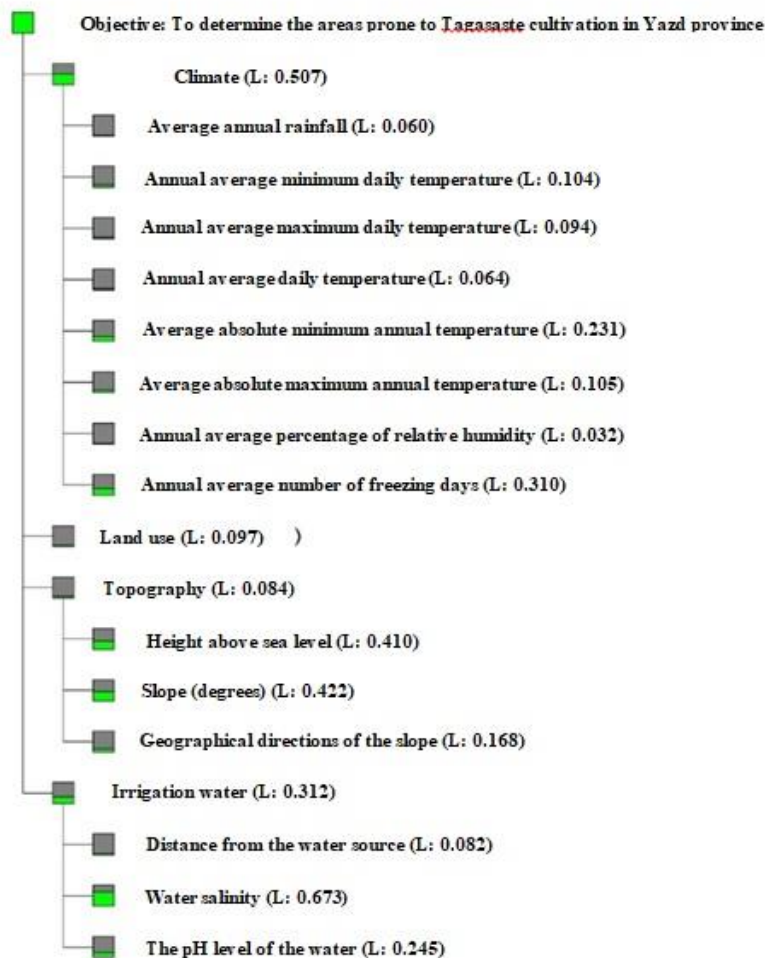 Objective: To determine the areas prone to Tagasaste cultivation in Yazd province
Climate (L: 0.507)
Average annual rainfall (L: 0.060)
Annual average minimum daily temperature (L: 0.104)
Annual average maximum daily temperature (L: 0.094)
Annual average daily temperature (L: 0.064)
Average absolute minimum annual temperature (L: 0.231)
Average absolute maximum annual temperature (L: 0.105)
Annual average percentage of relative humidity (L: 0.032)
Annual average number of freezing days (L: 0.310)
Land use (L: 0.097) )
Topography (L: 0.084)
Height above sea level (L: 0.410)
Slope (degrees) (L: 0.422)
Geographical directions of the slope (L: 0.168)
Irrigation water (L: 0.312)
Distance from the water source (L: 0.082)
Water salinity (L: 0.673)
The pH level of the water (L: 0.245)